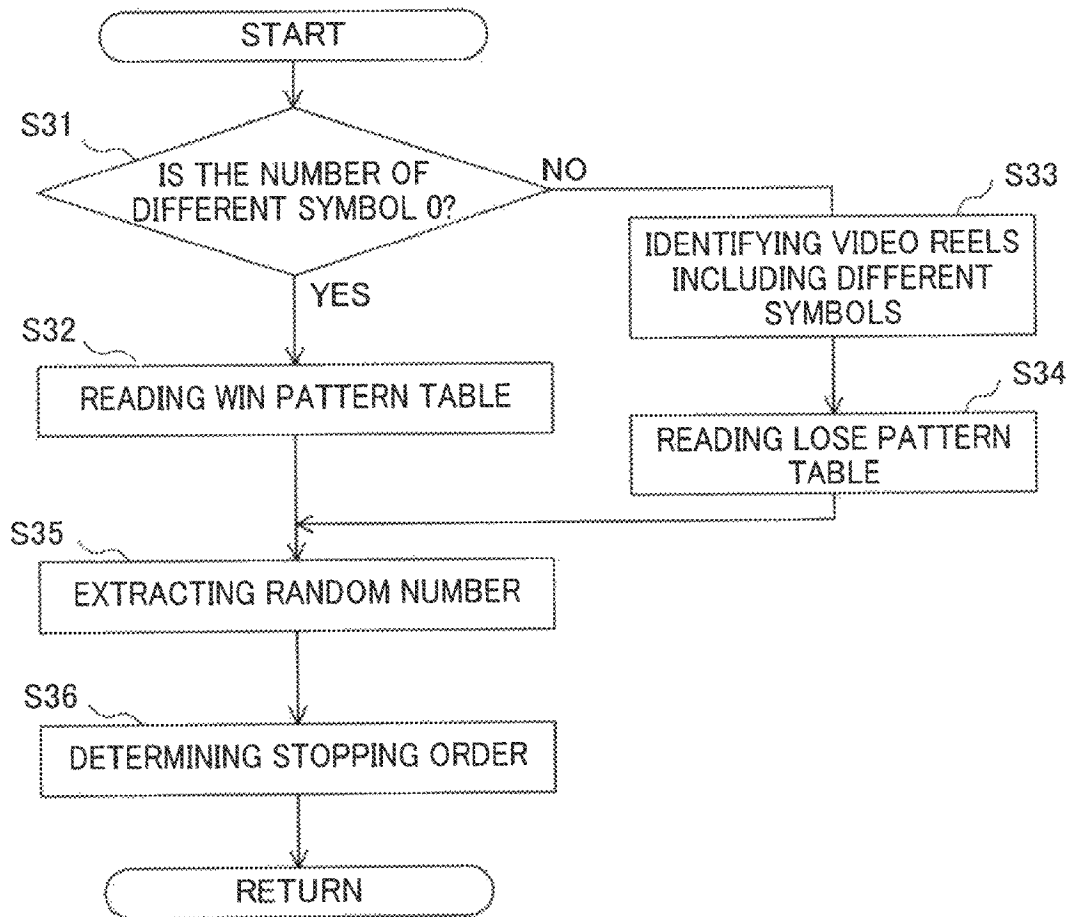 START
S31
IS THE NUMBER OF
DIFFERENT SYMBOL 0?
NO
YES
S33
IDENTIFYING VIDEO REELS
INCLUDING DIFFERENT
SYMBOLS
S32
READING WIN PATTERN TABLE
S34
READING LOSE PATTERN
TABLE
S35
EXTRACTING RANDOM NUMBER
S36
DETERMINING STOPPING ORDER
RETURN